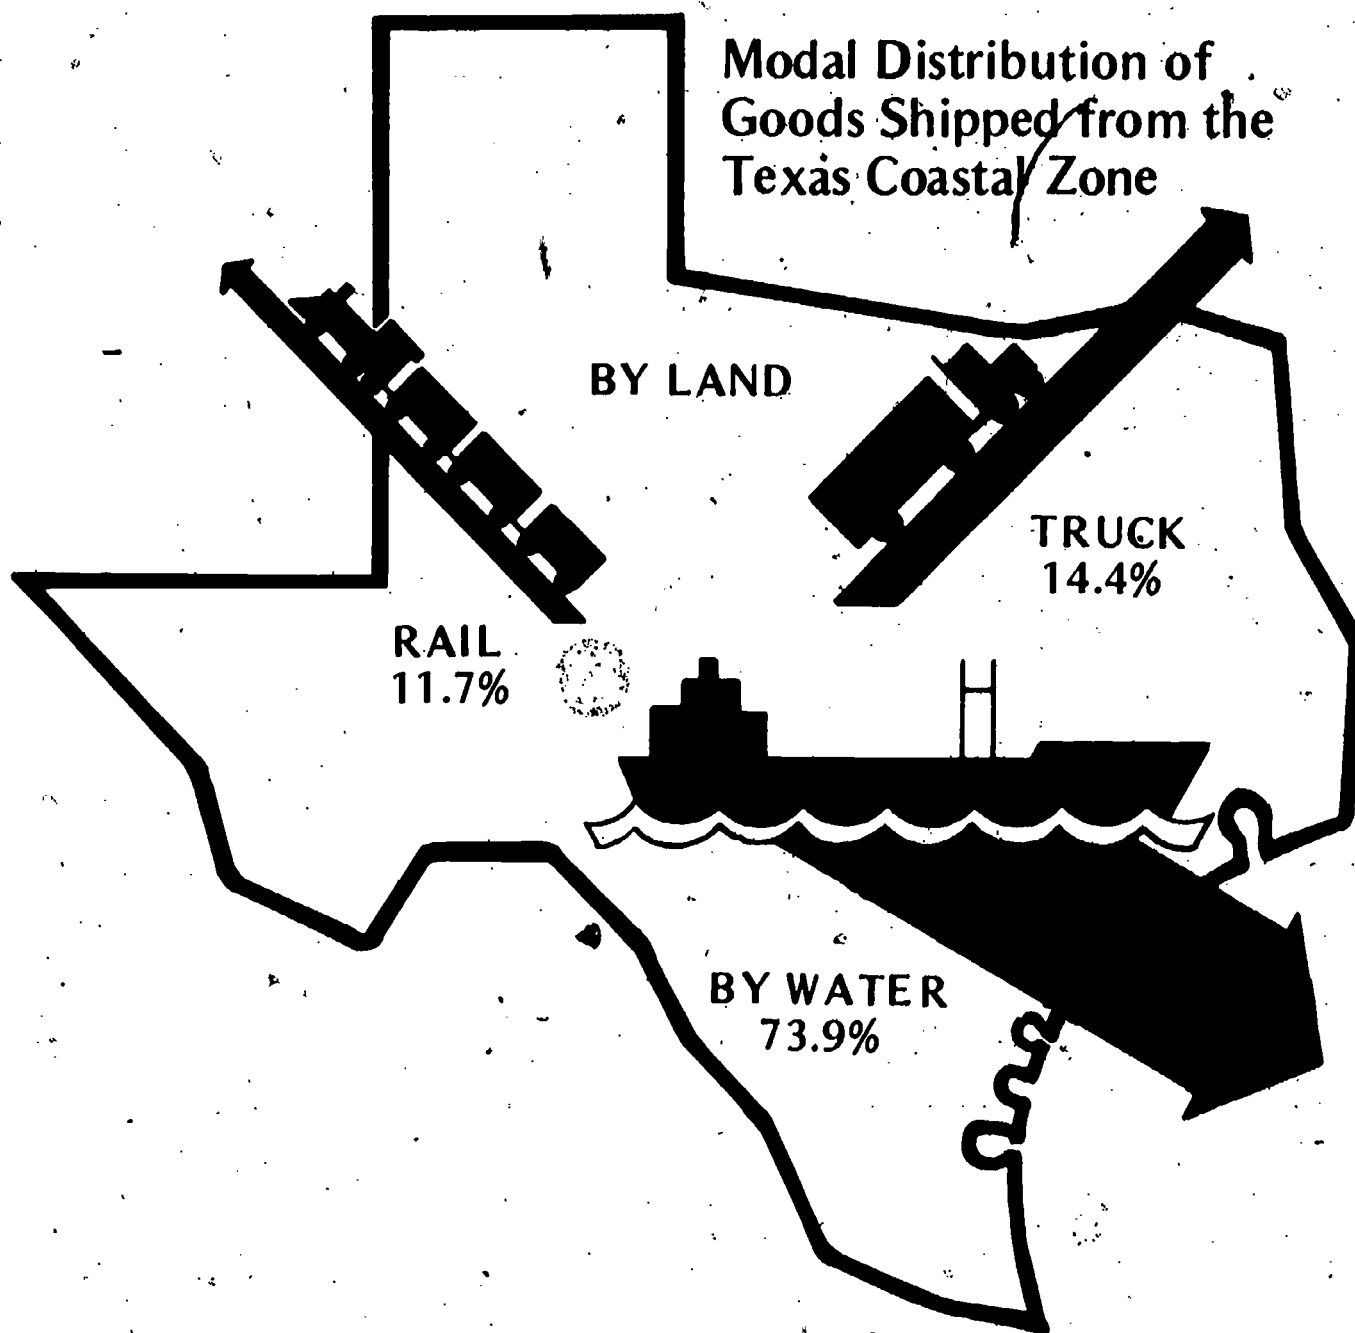 Modal Distribution of
Goods Shipped from the
Texas Coastal Zone
BY LAND
TRUCK
14.4%
RAIL
11.7%
BY WATER
73.9%